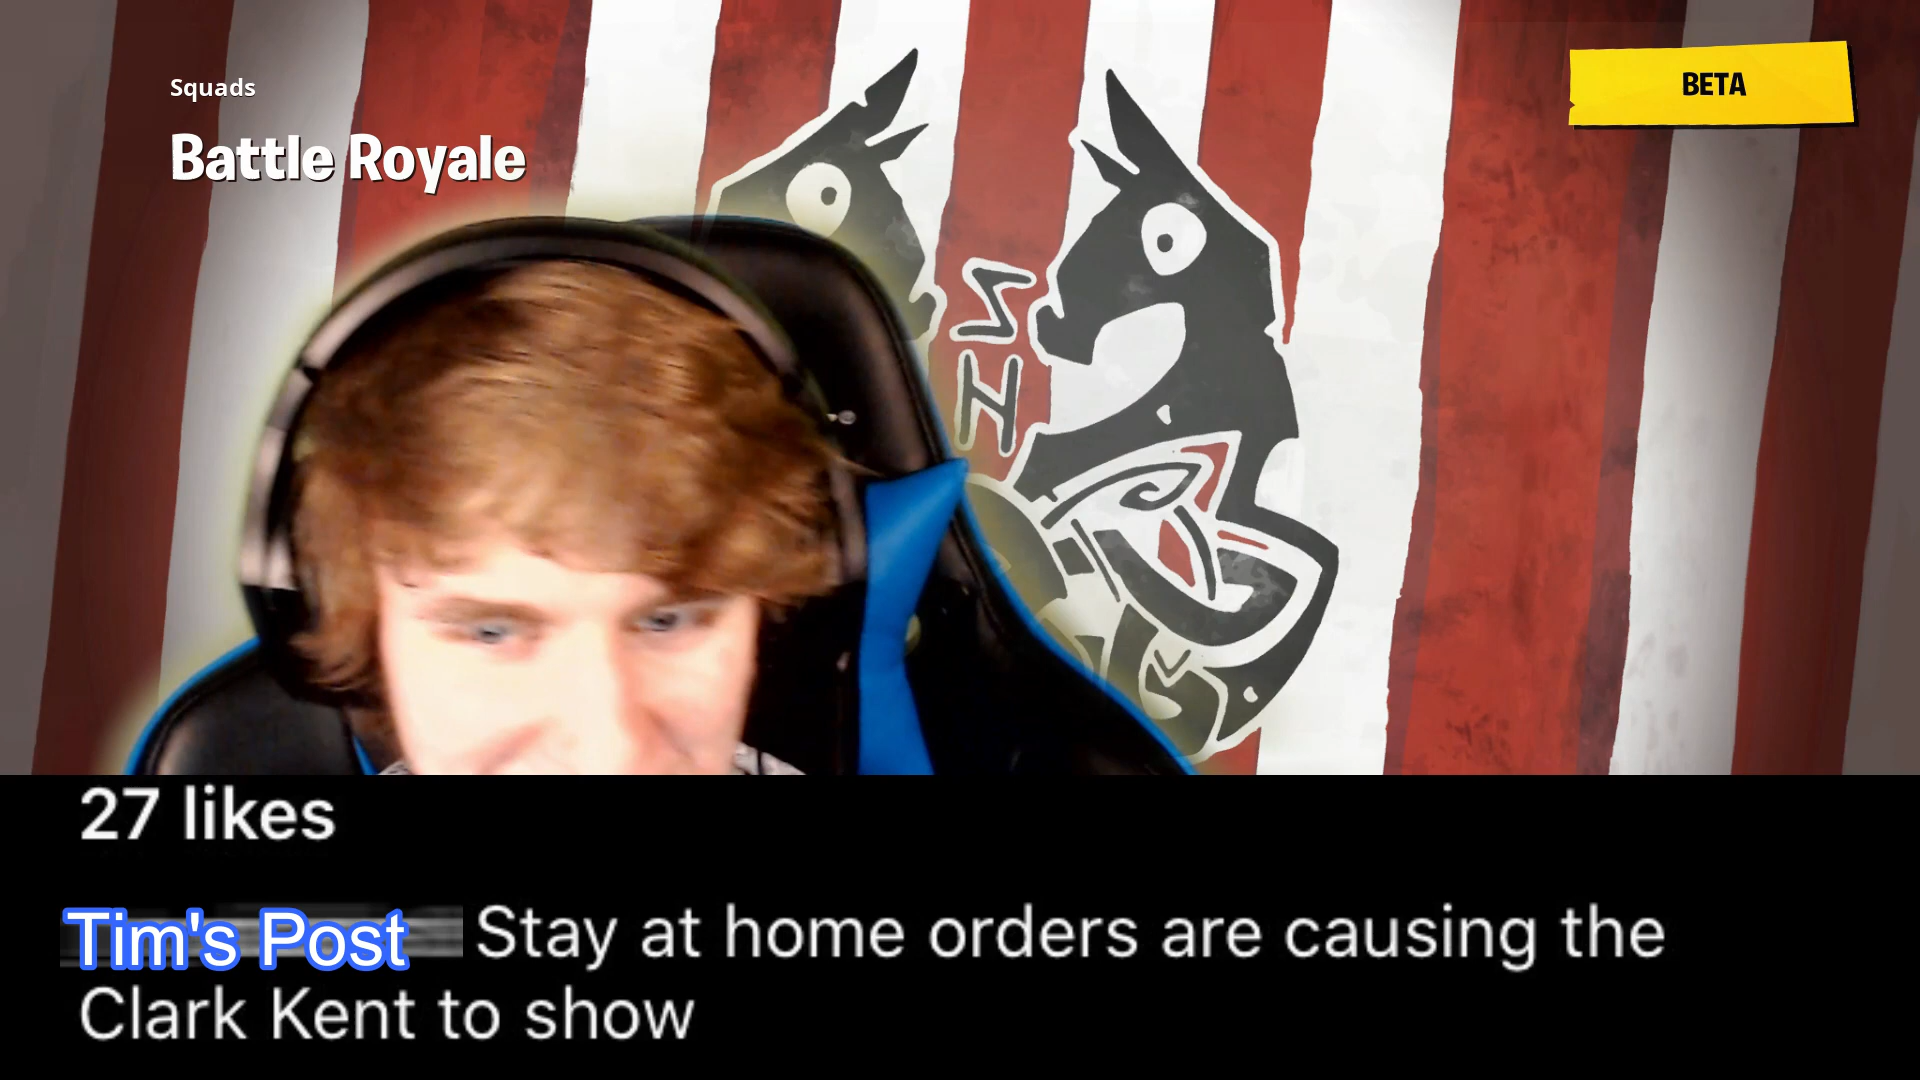 Squads
Battle Royale
BETA
27 likes
Tim's Post Stay at home orders are causing the
Clark Kent to show